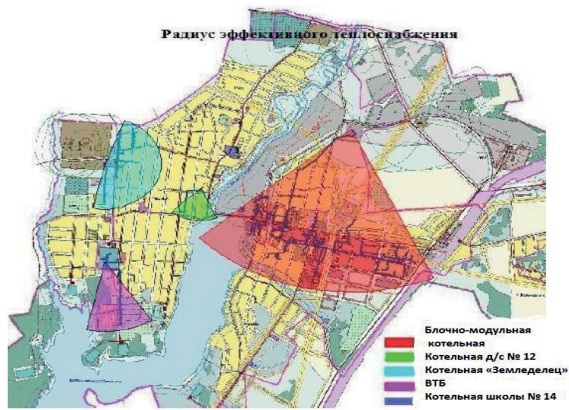 Радиус эффективного теплоснабжения
Блочно-модульная
котельная
Котельная д/с № 12
Котельная «Земледелец»
ВТБ
Котельная школы № 14